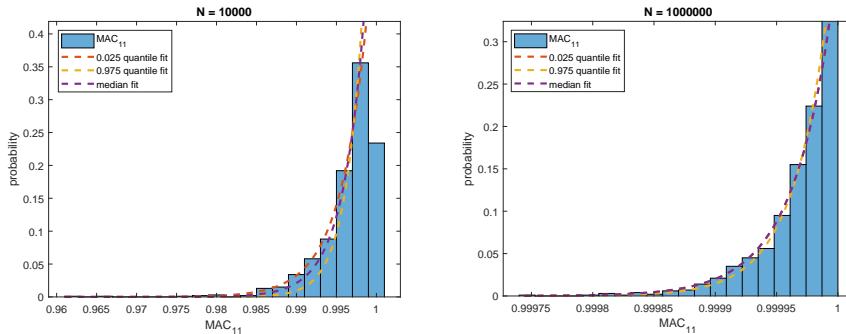 N = 10000
0.4
0.35
0.3
0.25
0.2
0.15
0.1
0.05
0
probability
MAC11
0.025 quantile fit
0.975 quantile fit
median fit
0.96 0.965 0.97 0.975 0.98 0.985 0.99 0.995 1
MAC11
N = 1000000
0.3
0.25
0.2
0.15
0.1
0.05
0
probability
MAC11
0.025 quantile fit
0.975 quantile fit
median fit
0.99975 0.9998 0.99985 0.9999 0.99995 1
MAC11